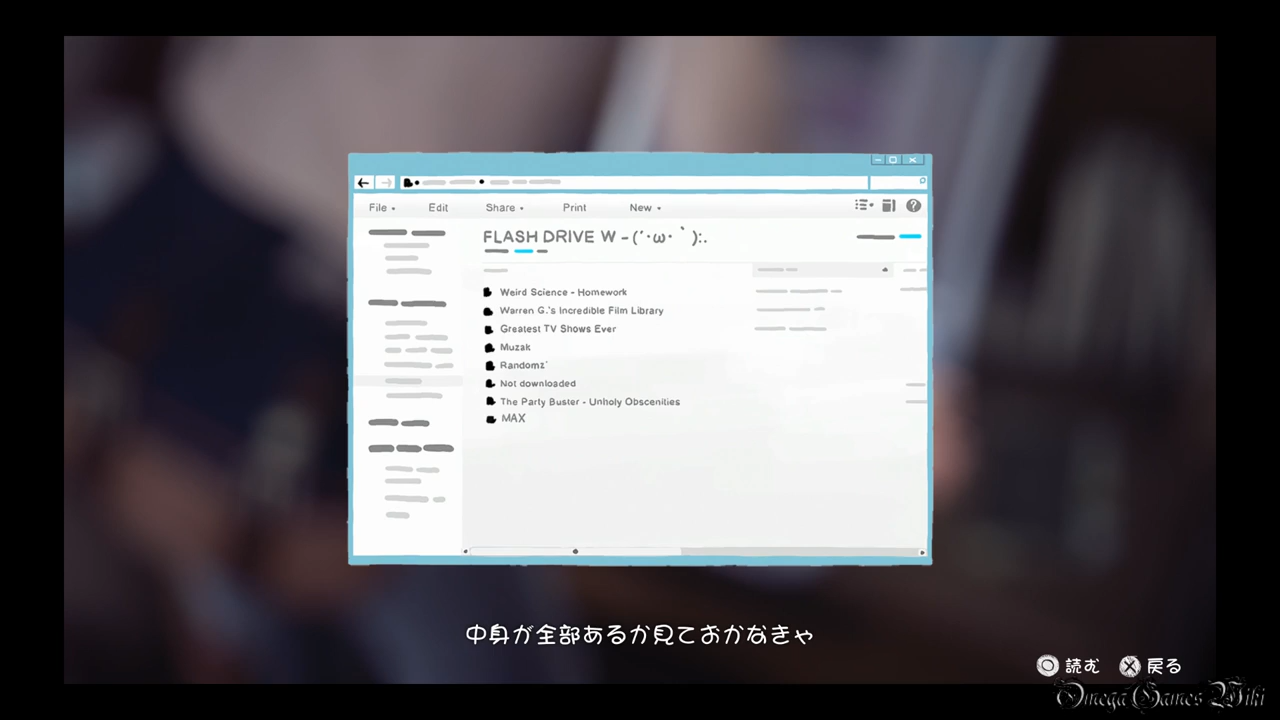 File Edit Share Print New
FLASH DRIVE W - (´･ω･｀):.
Weird Science - Homework
Warren G.'s Incredible Film Library
Greatest TV Shows Ever
Muzak
Randomz'
Not downloaded
The Party Buster - Unholy Obscenities
MAX
中身が全部あるか見ておかなきゃ
読む 戻る
Omega Games Wiki